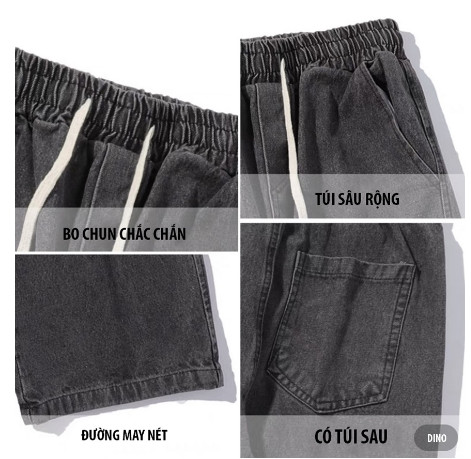 BO CHUN CHẮC CHẮN
TÚI SÂU RỘNG
ĐƯỜNG MAY NÉT
CÓ TÚI SAU
DINO